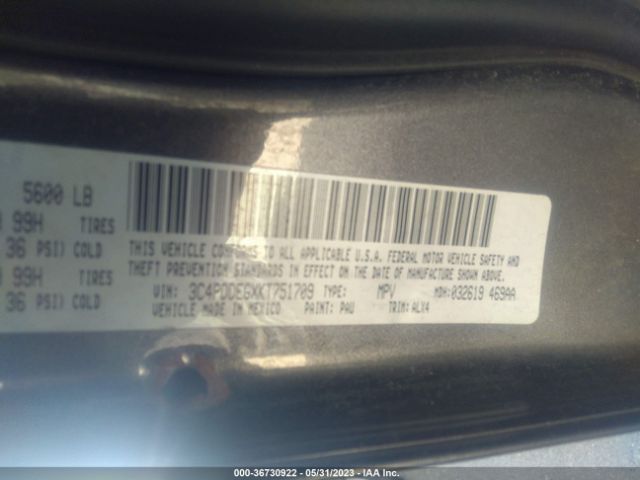 5600 LB
99H TIRES
36 PSI) COLD
99H
36 PSI) COLD
THIS VEHICLE CONFORMS TO ALL APPLICABLE U.S.A. FEDERAL MOTOR VEHICLE SAFETY AND
THEFT PREVENTION STANDARDS IN EFFECT ON THE DATE OF MANUFACTURE SHOWN ABOVE.
VIN: 3C4PDDEGXKT751709 TYPE: MPV MDH:032619 469AA
VEHICLE MADE IN MEXICO PAINT: PAU TRIM:ALX4
000-36730922 - 05/31/2023 - IAA Inc.